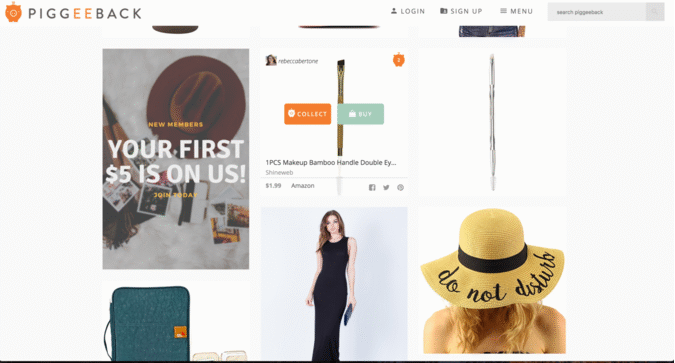 PIGGEEBACK
LOGIN
SIGN UP
MENU
search piggeeback
rebeccabertone
COLLECT
BUY
1PCS Makeup Bamboo Handle Double Ey...
Shineweb
$1.99 Amazon
NEW MEMBERS
YOUR FIRST
$5 IS ON US!
JOIN TODAY
do not disturb